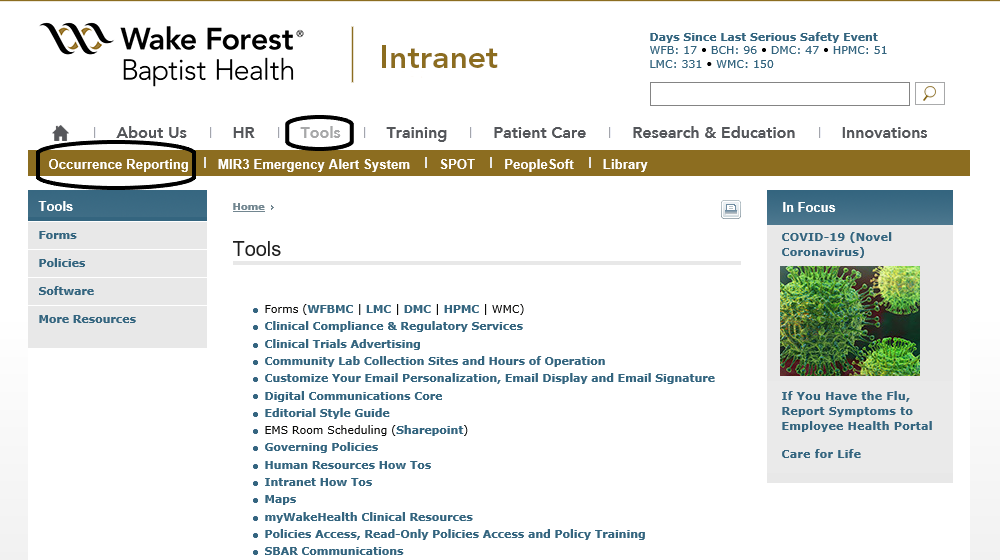 Wake Forest®
Baptist Health
Intranet
Days Since Last Serious Safety Event
WFB: 17 • BCH: 96 • DMC: 47 • HPMC: 51
LMC: 331 • WMC: 150
About Us | HR | Tools | Training | Patient Care | Research & Education | Innovations
Occurrence Reporting | MIR3 Emergency Alert System | SPOT | PeopleSoft | Library
Tools
Forms
Policies
Software
More Resources
Home ›
Tools
• Forms (WFBMC | LMC | DMC | HPMC | WMC)
• Clinical Compliance & Regulatory Services
• Clinical Trials Advertising
• Community Lab Collection Sites and Hours of Operation
• Customize Your Email Personalization, Email Display and Email Signature
• Digital Communications Core
• Editorial Style Guide
• EMS Room Scheduling (Sharepoint)
• Governing Policies
• Human Resources How Tos
• Intranet How Tos
• Maps
• myWakeHealth Clinical Resources
• Policies Access, Read-Only Policies Access and Policy Training
• SBAR Communications
In Focus
COVID-19 (Novel
Coronavirus)
If You Have the Flu,
Report Symptoms to
Employee Health Portal
Care for Life